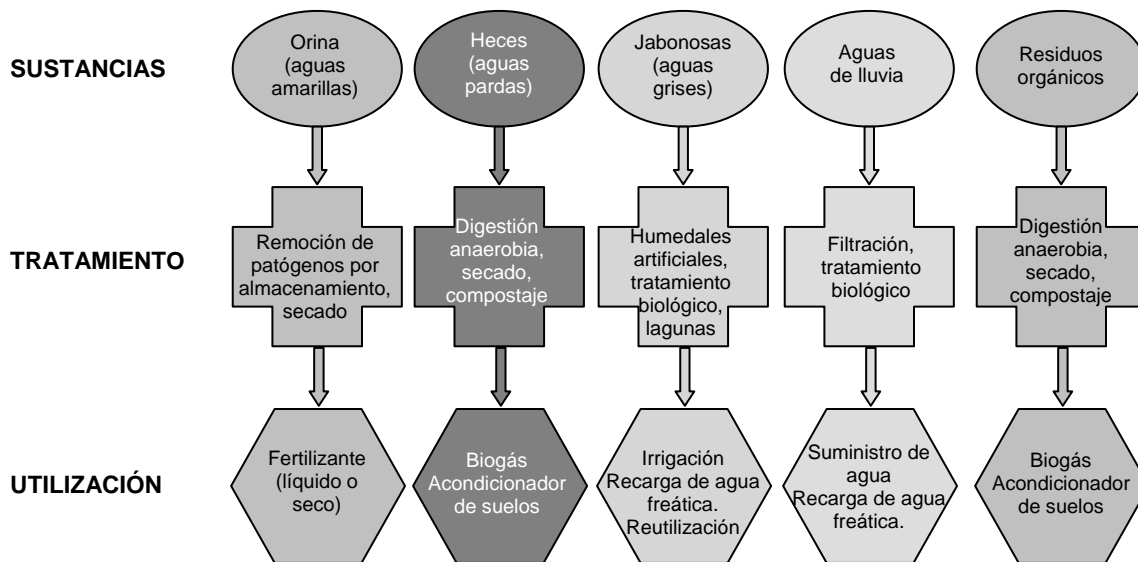 SUSTANCIAS
Orina
(aguas
amarillas)
Heces
(aguas
pardas)
Jabonosas
(aguas
grises)
Aguas
de lluvia
Residuos
orgánicos
TRATAMIENTO
Remoción de
patógenos por
almacenamiento,
secado
Digestión
anaerobia,
secado,
compostaje
Humedales
artificiales,
tratamiento
biológico,
lagunas
Filtración,
tratamiento
biológico
Digestión
anaerobia,
secado,
compostaje
UTILIZACIÓN
Fertilizante
(líquido o
seco)
Biogás
Acondicionador
de suelos
Irrigación
Recarga de agua
freática.
Reutilización
Suministro de
agua
Recarga de agua
freática.
Biogás
Acondicionador
de suelos